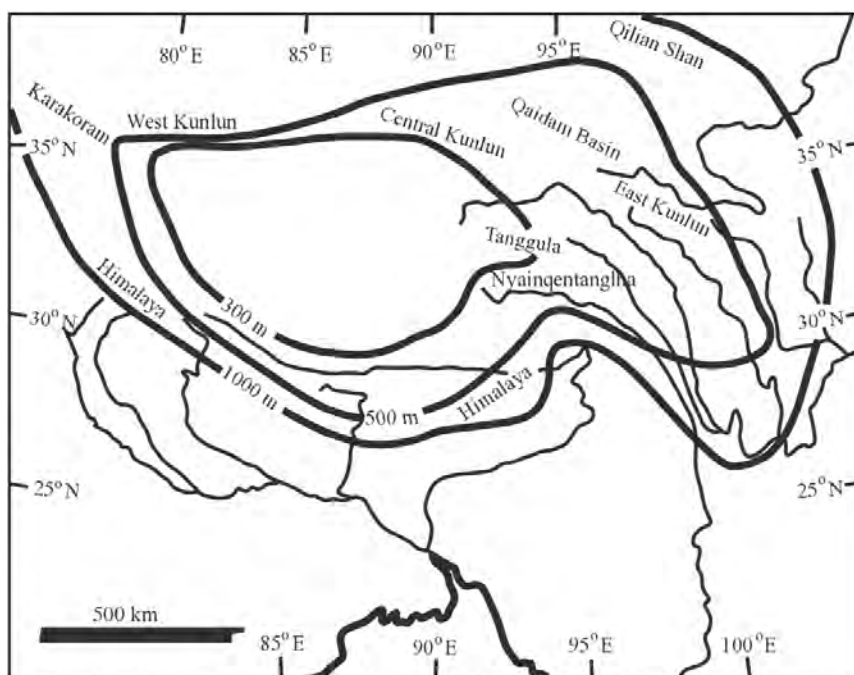 80°E
90°E
95°E
Qilian Shan
Karakoram
West Kunlun
Central Kunlun
Qaidam Basin
35°N
35°N
East Kunlun
Tanggula
Nyainqentanglha
Himalaya
300 m
30°N
30°N
1000 m
500 m
Himalaya
25°N
25°N
500 km
85°E
90°E
95°E
100°E